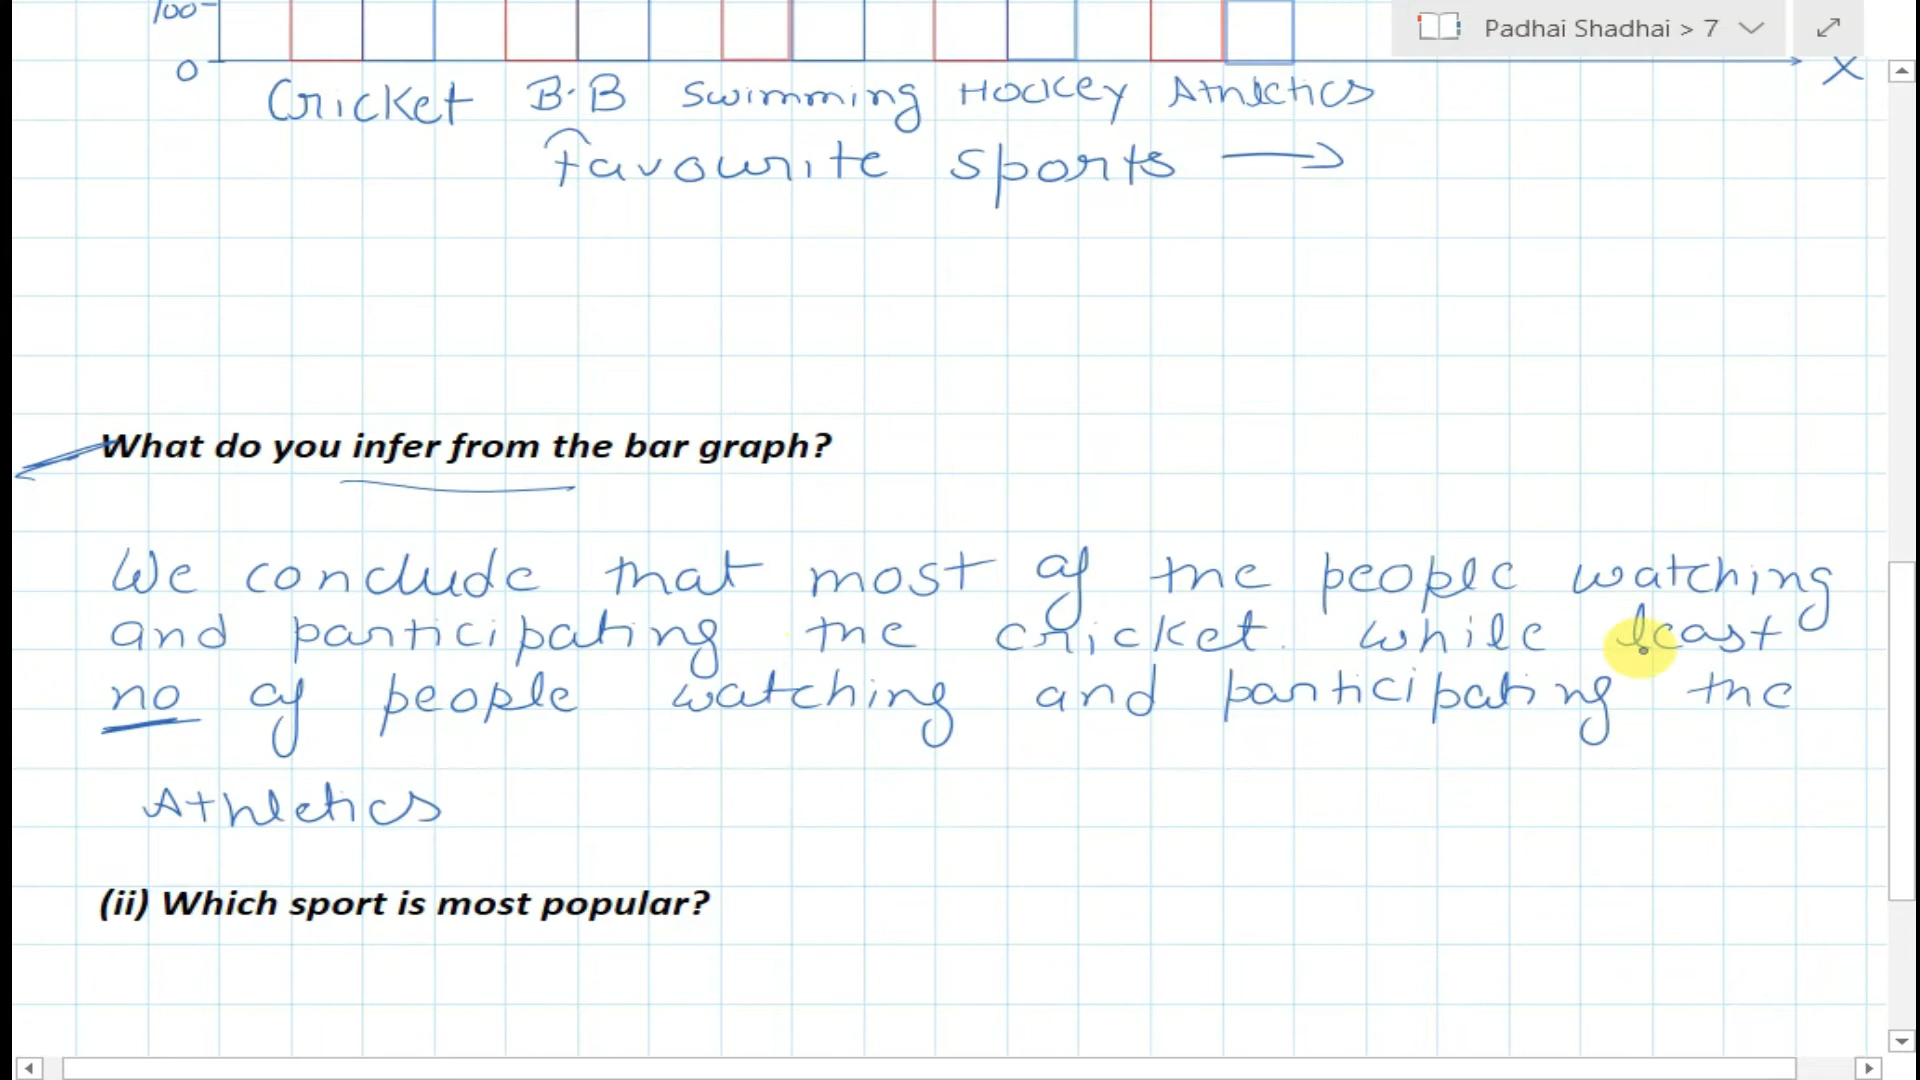 100
Padhai Shadhai > 7
0
X
Cricket B.B Swimming Hockey Athletics
Favourite sports →
What do you infer from the bar graph?
We conclude that most of the people watching
and participating the cricket. while least
no of people watching and participating the
Athletics
(ii) Which sport is most popular?